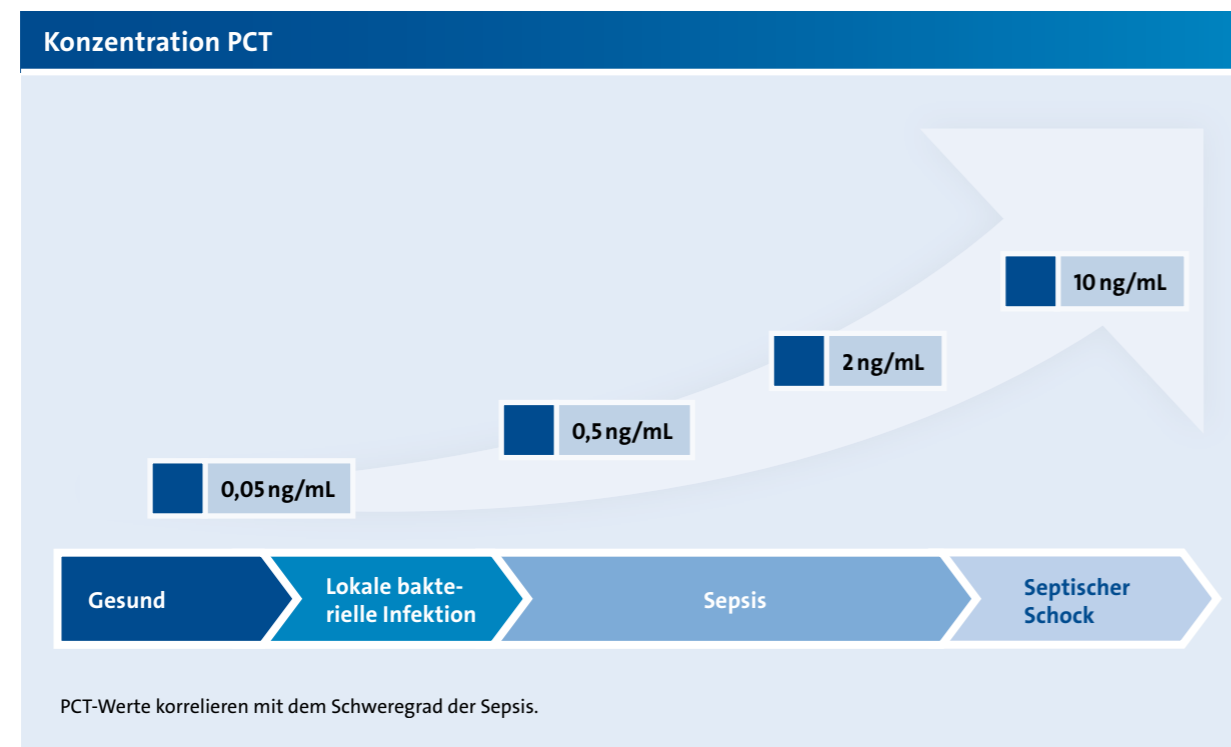 Konzentration PCT
10 ng/mL
2 ng/mL
0,5 ng/mL
0,05 ng/mL
Gesund
Lokale bakte-
rielle Infektion
Sepsis
Septischer
Schock
PCT-Werte korrelieren mit dem Schweregrad der Sepsis.